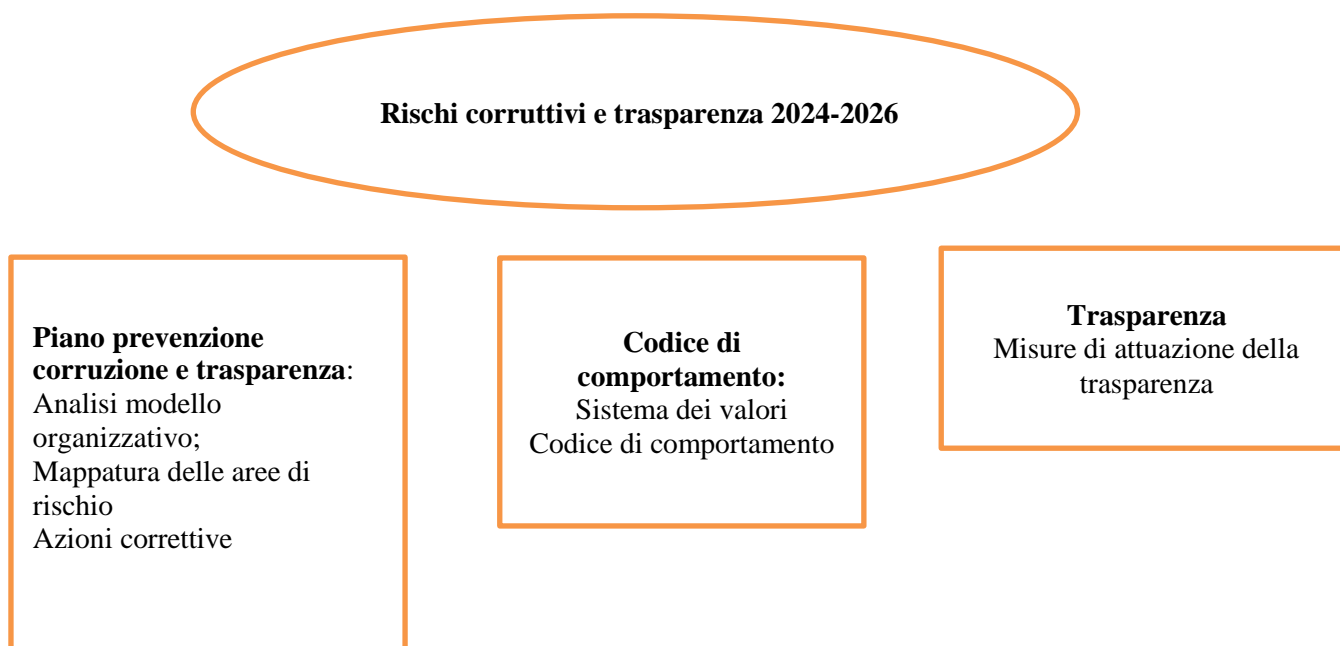 Rischi corruttivi e trasparenza 2024-2026
Piano prevenzione
corruzione e trasparenza:
Analisi modello
organizzativo;
Mappatura delle aree di
rischio
Azioni correttive
Codice di
comportamento:
Sistema dei valori
Codice di comportamento
Trasparenza
Misure di attuazione della
trasparenza